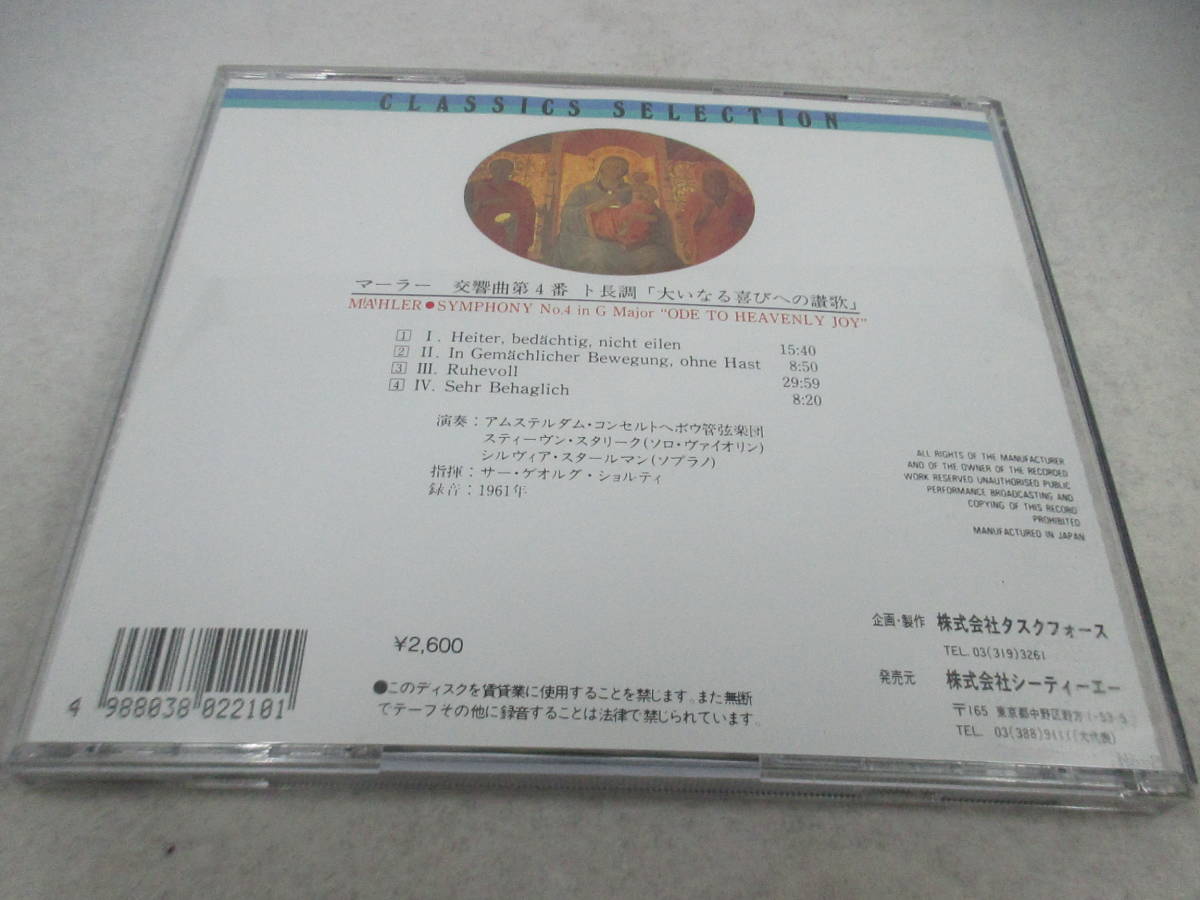 CLASSICS SELECTION
マーラー 交響曲第4番 ト長調「大いなる喜びへの讃歌」
MAHLER●SYMPHONY No.4 in G Major "ODE TO HEAVENLY JOY"
1 I. Heiter, bedächtig, nicht eilen 15:40
2 II. In Gemächlicher Bewegung, ohne Hast 8:50
3 III. Ruhevoll 29:59
4 IV. Sehr Behaglich 8:20
演奏：アムステルダム・コンセルトヘボウ管弦楽団
スティーヴン・スタリーク(ソロ・ヴァイオリン)
シルヴィア・スタールマン(ソプラノ)
指揮：サー・ゲオルグ・ショルティ
録音：1961年
ALL RIGHTS OF THE MANUFACTURER
AND OF THE OWNER OF THE RECORDED
WORK RESERVED UNAUTHORISED PUBLIC
PERFORMANCE BROADCASTING AND
COPYING OF THIS RECORD
PROHIBITED
MANUFACTURED IN JAPAN
企画・製作 株式会社タスクフォース
TEL. 03(319)3261
発売元 株式会社シーティーエー
〒165 東京都中野区野方
TEL. 03(388)
¥2,600
●このディスクを賃貸業に使用することを禁じます。また無断
でテープその他に録音することは法律で禁じられています。
4 988038 022101